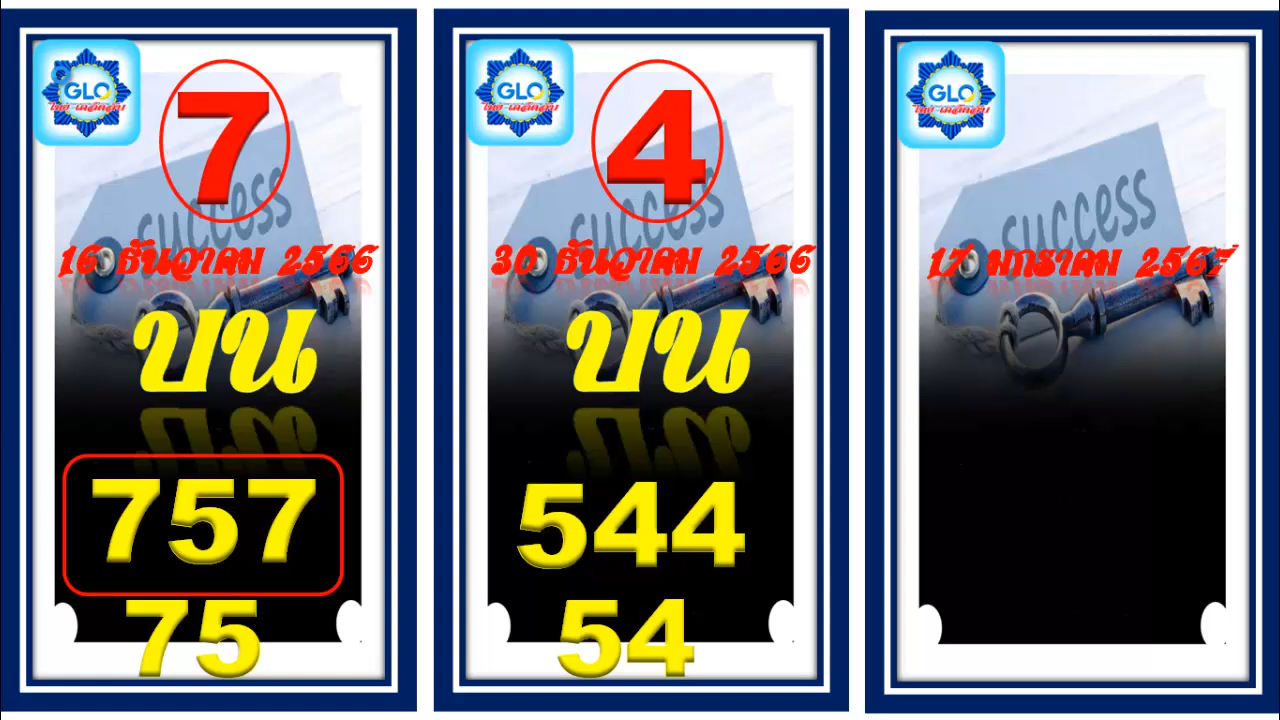 GLO
7
success
16 ธันวาคม 2566
บน
757
75
GLO
4
success
30 ธันวาคม 2566
บน
544
54
GLO
success
17 มกราคม 2567